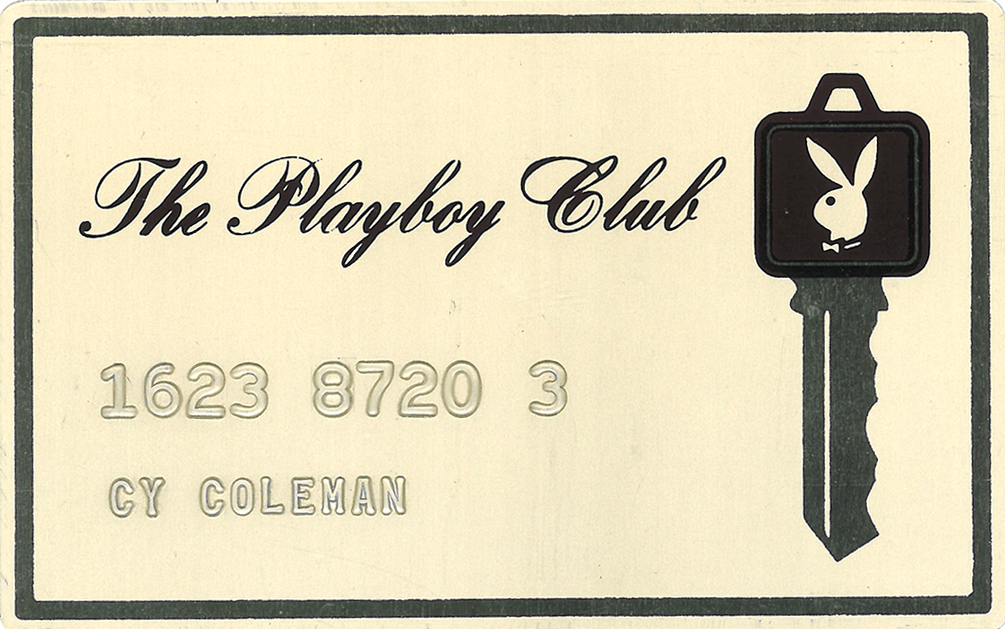 The Playboy Club
1623 8720 3
CY COLEMAN